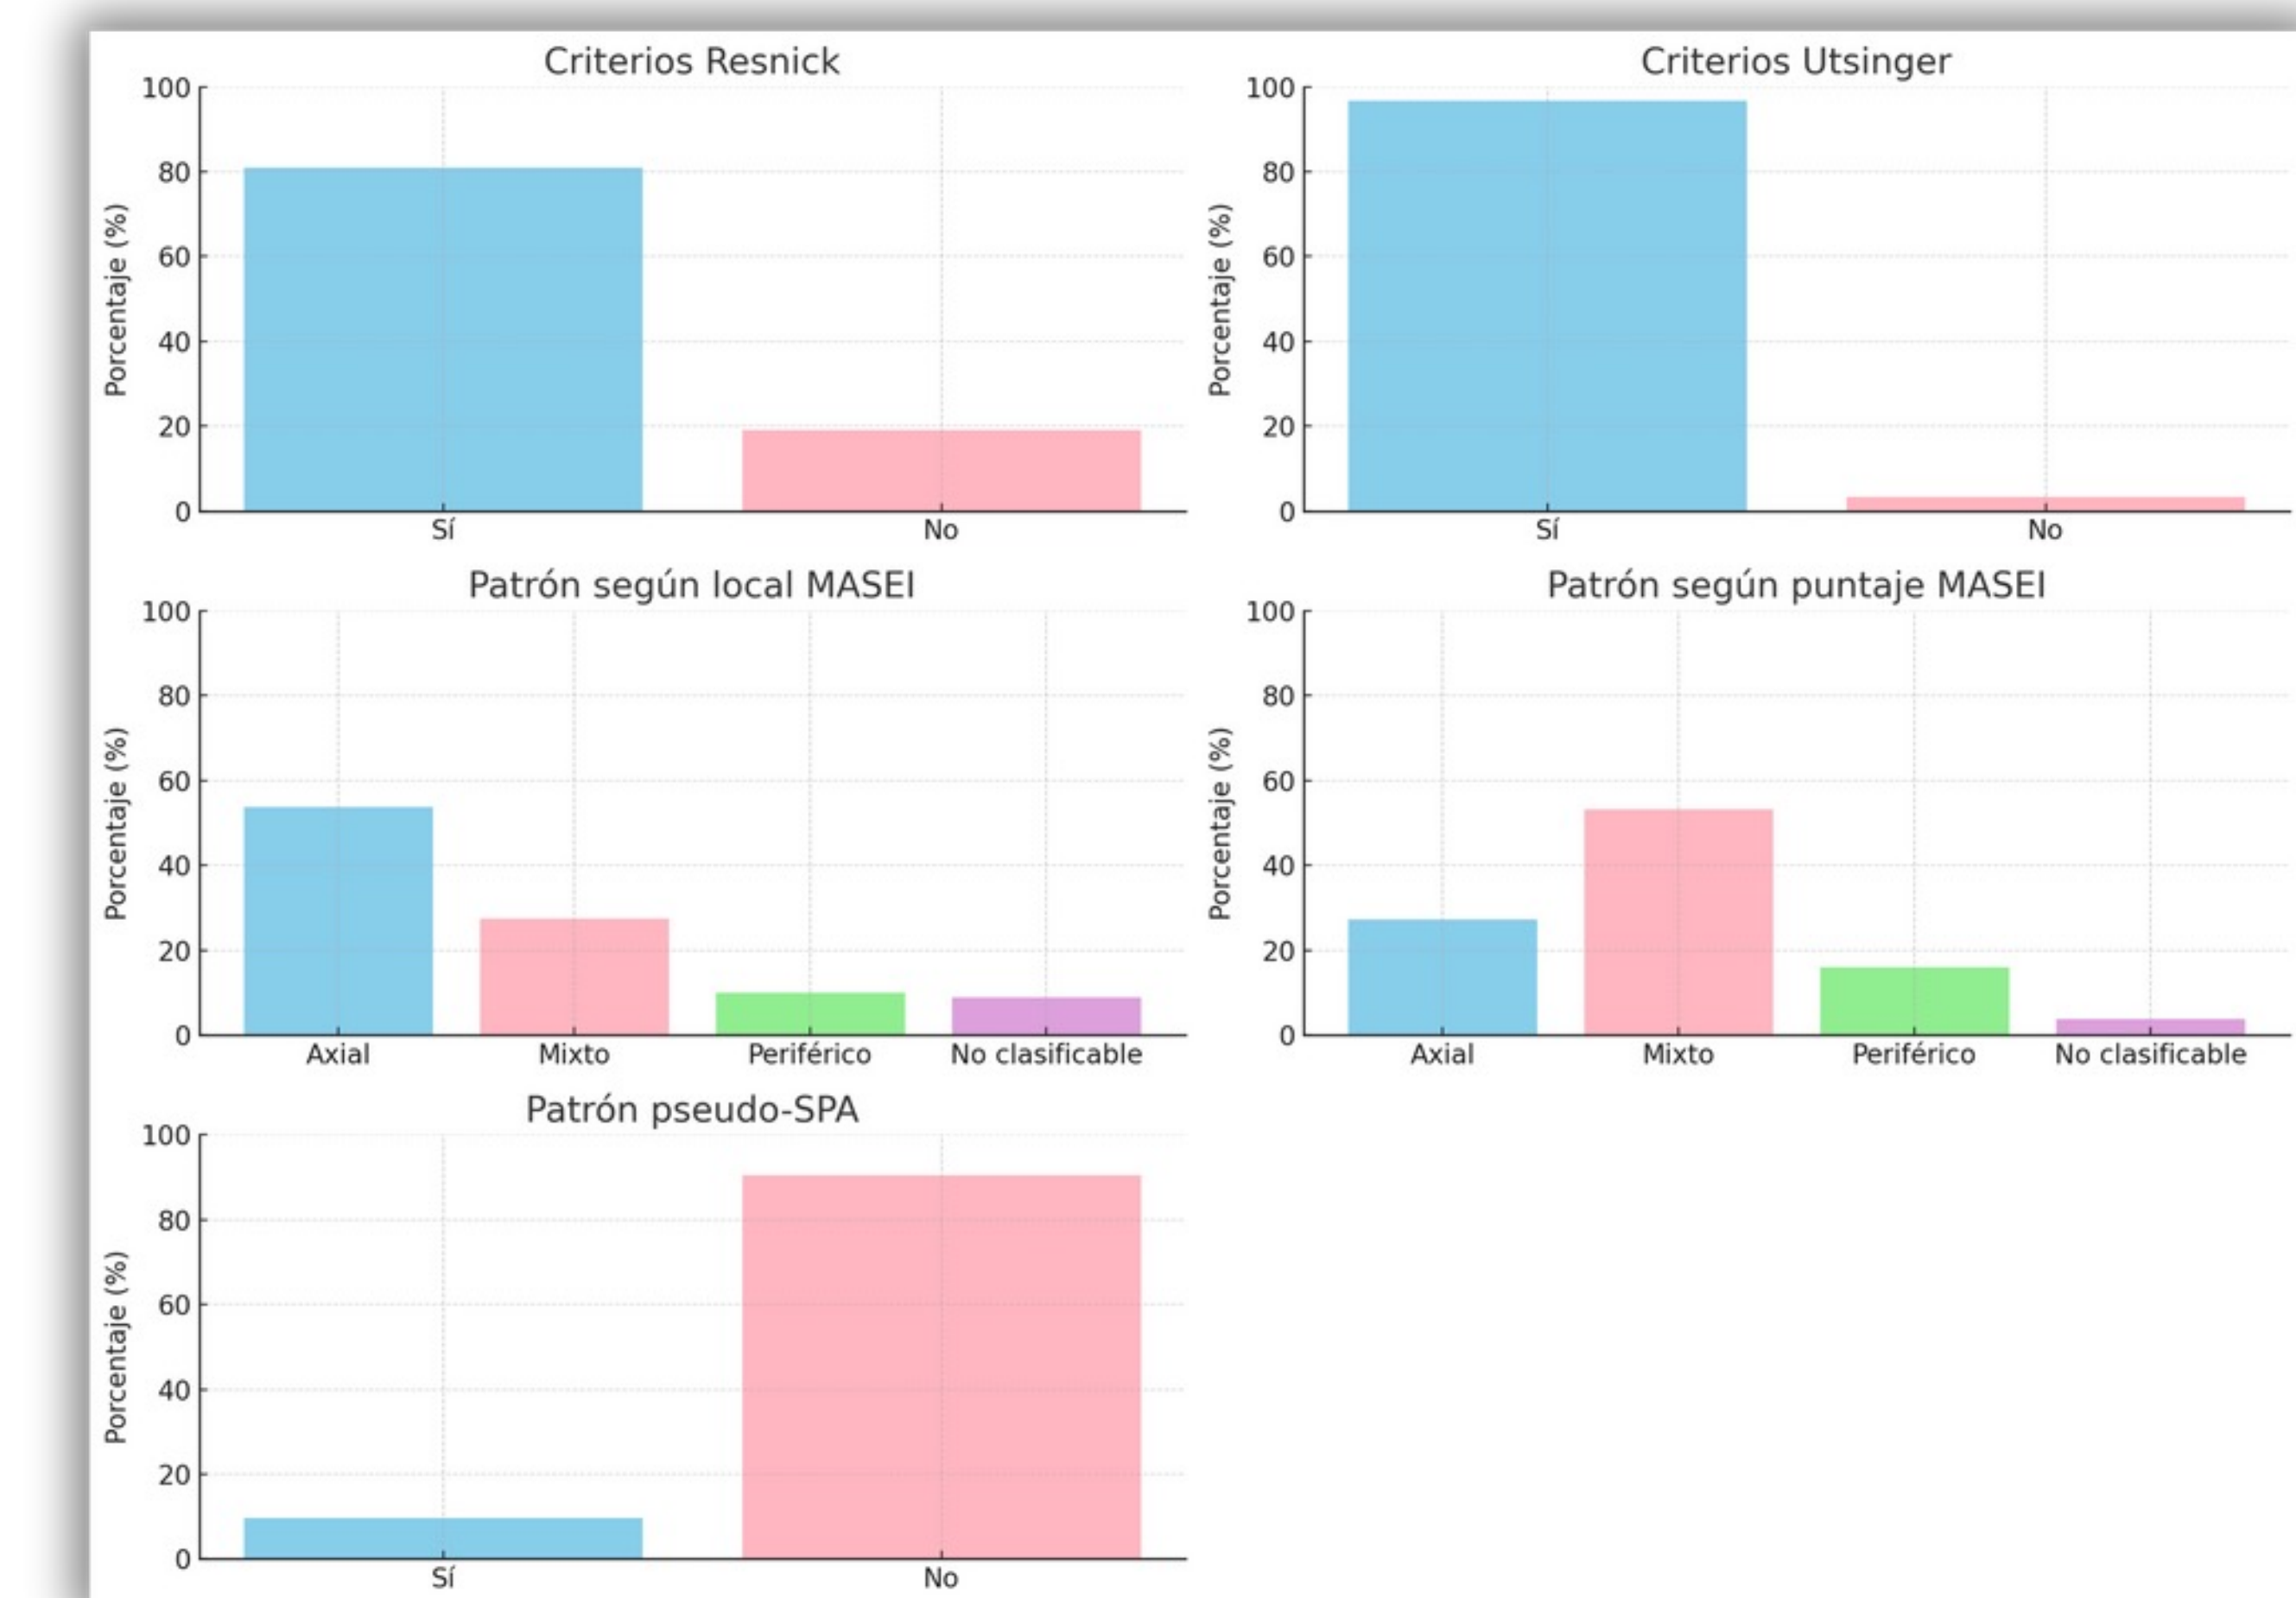 Criterios Resnick
Porcentaje (%)
100
80
60
40
20
0
Sí No
Criterios Utsinger
Porcentaje (%)
100
80
60
40
20
0
Sí No
Patrón según local MASEI
Porcentaje (%)
100
80
60
40
20
0
Axial Mixto Periférico No clasificable
Patrón según puntaje MASEI
Porcentaje (%)
100
80
60
40
20
0
Axial Mixto Periférico No clasificable
Patrón pseudo-SPA
Porcentaje (%)
100
80
60
40
20
0
Sí No